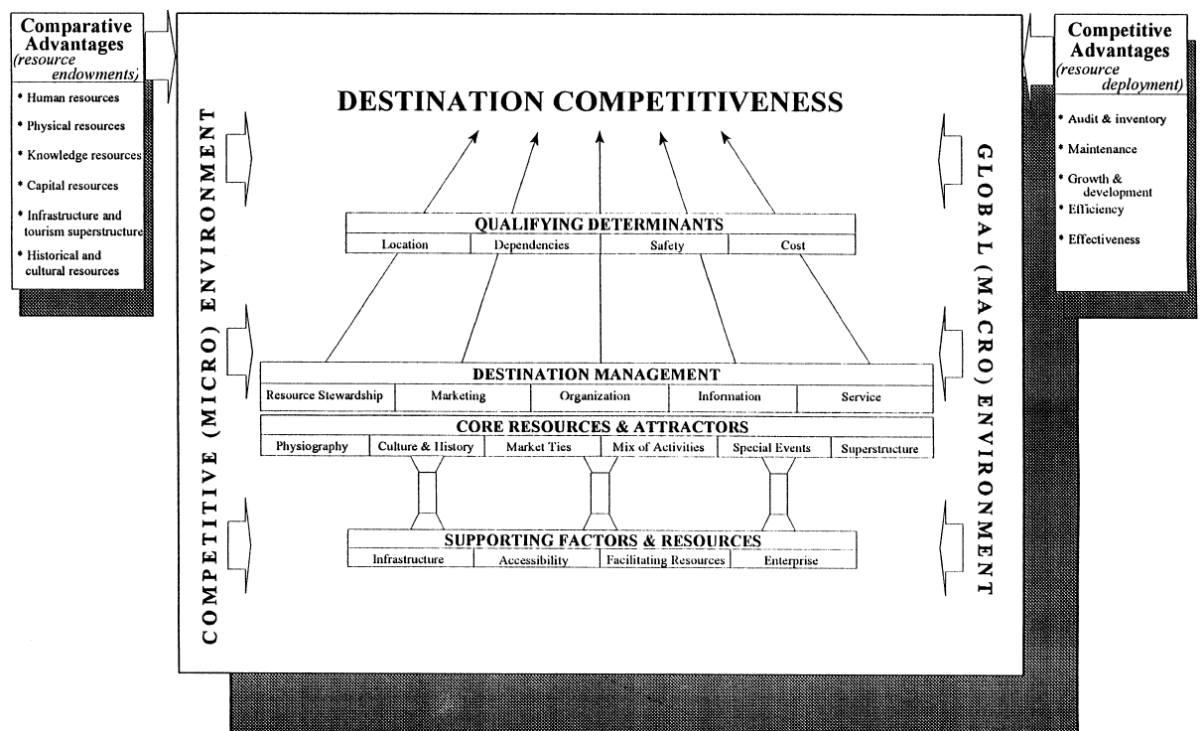 Comparative
Advantages
(resource
endowments)
* Human resources
* Physical resources
* Knowledge resources
* Capital resources
* Infrastructure and
tourism superstructure
* Historical and
cultural resources
COMPETITIVE (MICRO) ENVIRONMENT
DESTINATION COMPETITIVENESS
QUALIFYING DETERMINANTS
Location Dependencies Safety Cost
DESTINATION MANAGEMENT
Resource Stewardship Marketing Organization Information Service
CORE RESOURCES & ATTRACTORS
Physiography Culture & History Market Ties Mix of Activities Special Events Superstructure
SUPPORTING FACTORS & RESOURCES
Infrastructure Accessibility Facilitating Resources Enterprise
GLOBAL (MACRO) ENVIRONMENT
Competitive
Advantages
(resource
deployment)
* Audit & inventory
* Maintenance
* Growth &
development
* Efficiency
* Effectiveness